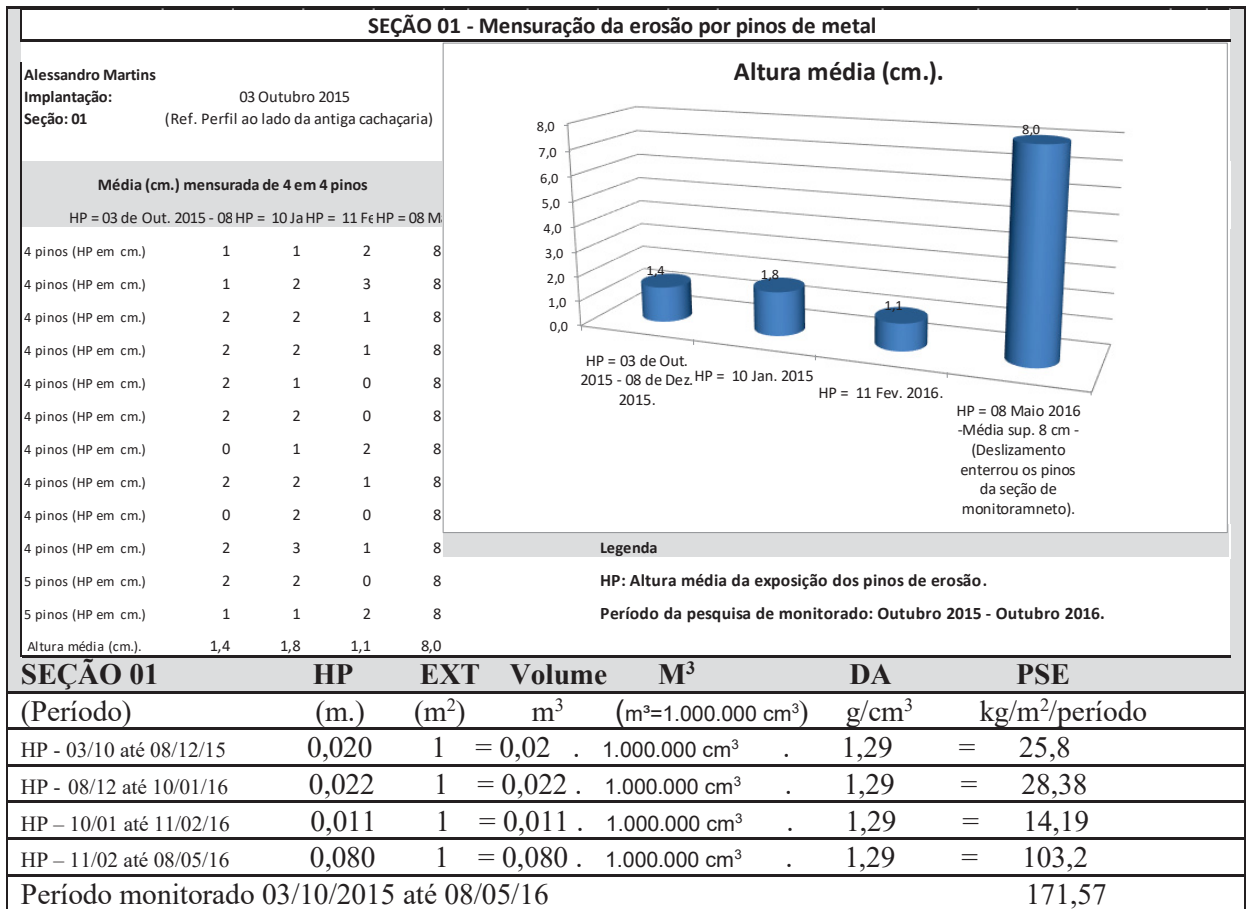 SEÇÃO 01 - Mensuração da erosão por pinos de metal
Alessandro Martins
Implantação: 03 Outubro 2015
Seção: 01 (Ref. Perfil ao lado da antiga cachaçaria)
Média (cm.) mensurada de 4 em 4 pinos
HP = 03 de Out. 2015 - 08 HP = 10 Ja HP = 11 Fe HP = 08 M
4 pinos (HP em cm.) 1 1 2 8
4 pinos (HP em cm.) 1 2 3 8
4 pinos (HP em cm.) 2 2 1 8
4 pinos (HP em cm.) 2 2 1 8
4 pinos (HP em cm.) 2 1 0 8
4 pinos (HP em cm.) 2 2 0 8
4 pinos (HP em cm.) 0 1 2 8
4 pinos (HP em cm.) 2 2 1 8
4 pinos (HP em cm.) 0 2 0 8
4 pinos (HP em cm.) 2 3 1 8
5 pinos (HP em cm.) 2 2 0 8
5 pinos (HP em cm.) 1 1 2 8
Altura média (cm.). 1,4 1,8 1,1 8,0
Altura média (cm.).
8,0
7,0
6,0
5,0
4,0
3,0
2,0
1,0
0,0
1,4
1,8
1,1
8,0
HP = 03 de Out.
2015 - 08 de Dez.
2015.
HP = 10 Jan. 2015
HP = 11 Fev. 2016.
HP = 08 Maio 2016
-Média sup. 8 cm -
(Deslizamento
enterrou os pinos
da seção de
monitoramneto).
Legenda
HP: Altura média da exposição dos pinos de erosão.
Período da pesquisa de monitorado: Outubro 2015 - Outubro 2016.
SEÇÃO 01 HP EXT Volume M³ DA PSE
(Período) (m.) (m²) m³ (m³=1.000.000 cm³) g/cm³ kg/m²/período
HP - 03/10 até 08/12/15 0,020 1 = 0,02 . 1.000.000 cm³ . 1,29 = 25,8
HP - 08/12 até 10/01/16 0,022 1 = 0,022 . 1.000.000 cm³ . 1,29 = 28,38
HP – 10/01 até 11/02/16 0,011 1 = 0,011 . 1.000.000 cm³ . 1,29 = 14,19
HP – 11/02 até 08/05/16 0,080 1 = 0,080 . 1.000.000 cm³ . 1,29 = 103,2
Período monitorado 03/10/2015 até 08/05/16 171,57